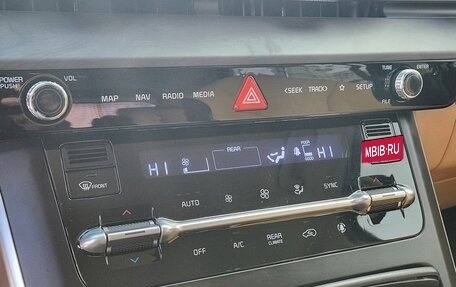 POWER PUSH VOL TUNE ENTER FILE
MAP NAV RADIO MEDIA <SEEK TRACK> ☆ SETUP
REAR
HI HI
МВІВ·RU
FRONT
AUTO SYNC
OFF A/C REAR CLIMATE